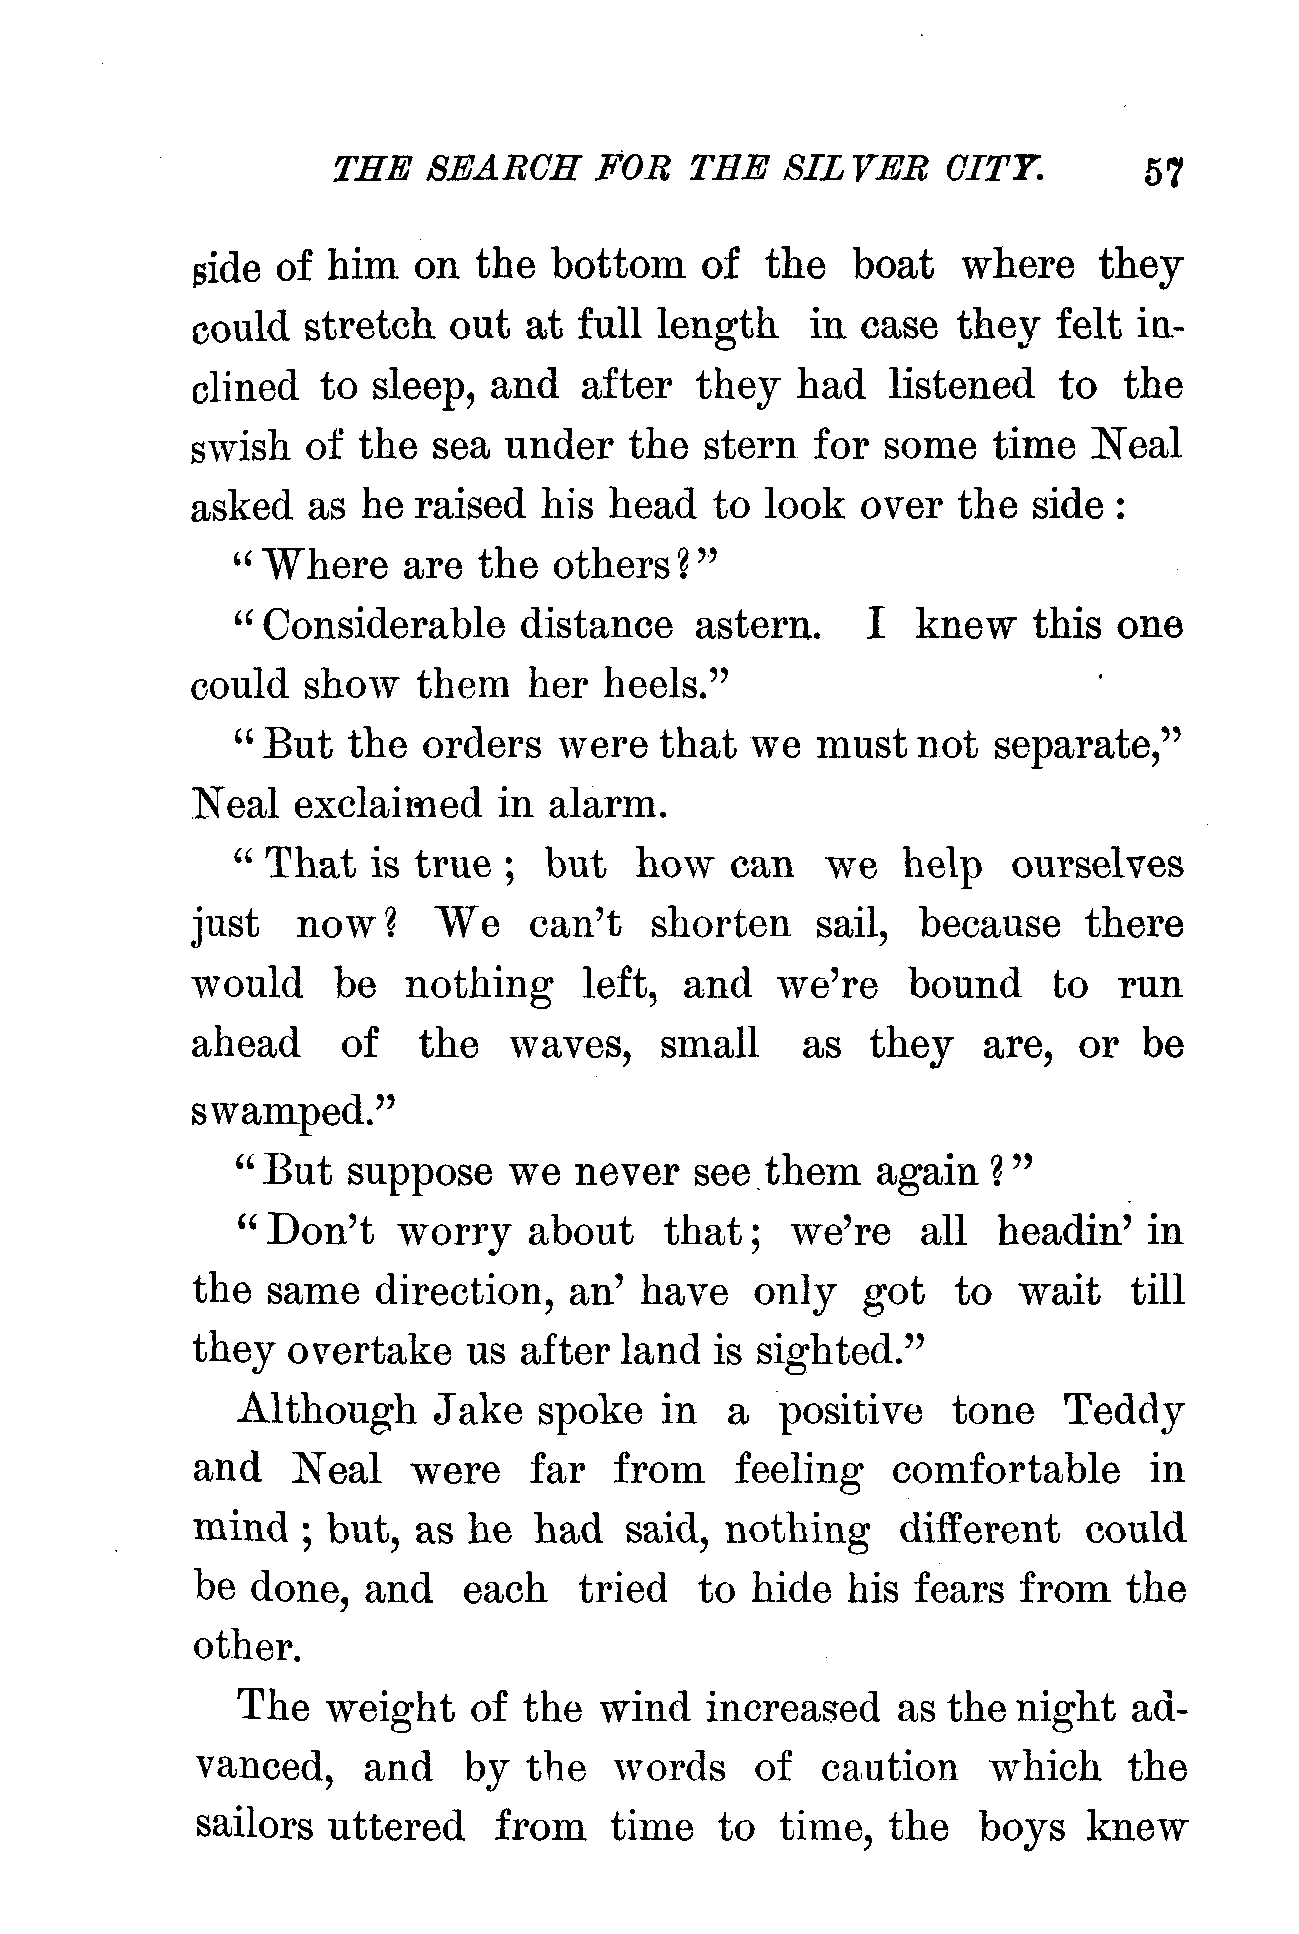 THE SEARCH FOR THE SILVER CITY. 57
side of him on the bottom of the boat where they
could stretch out at full length in case they felt in-
clined to sleep, and after they had listened to the
swish of the sea under the stern for some time Neal
asked as he raised his head to look over the side :
“ Where are the others?”
“ Considerable distance astern. I knew this one
could show them her heels.”
“ But the orders were that we must not separate,”
Neal exclaimed in alarm.
“ That is true ; but how can we help ourselves
just now? We can’t shorten sail, because there
would be nothing left, and we’re bound to run
ahead of the waves, small as they are, or be
swamped.”
“ But suppose we never see them again ? ”
“ Don’t worry about that; we’re all headin’ in
the same direction, an’ have only got to wait till
they overtake us after land is sighted.”
Although Jake spoke in a positive tone Teddy
and Neal were far from feeling comfortable in
mind ; but, as he had said, nothing different could
be done, and each tried to hide his fears from the
other.
The weight of the wind increased as the night ad-
vanced, and by the words of caution which the
sailors uttered from time to time, the boys knew